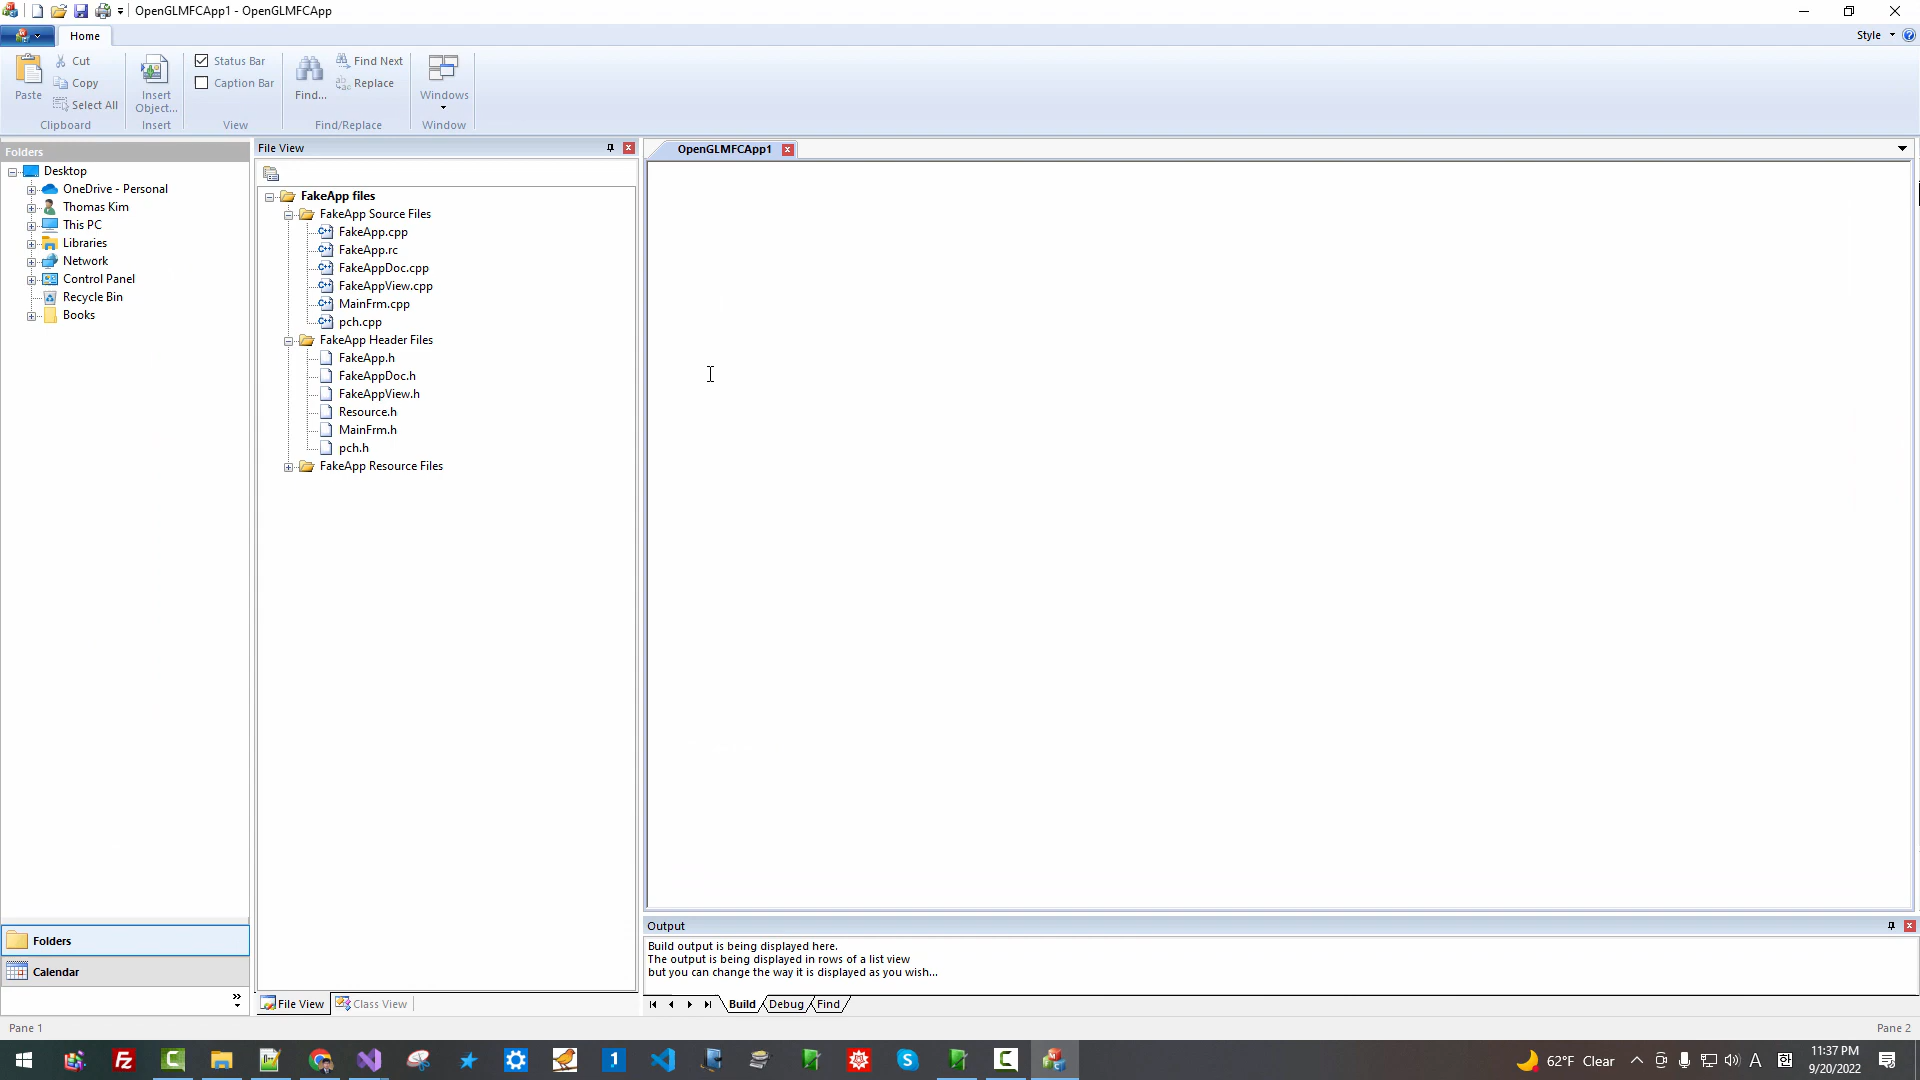 OpenGLMFCApp1 - OpenGLMFCApp
Home
Style
Paste
Cut
Copy
Select All
Clipboard
Insert
Object...
Insert
Status Bar
Caption Bar
View
Find...
Find Next
Replace
Find/Replace
Windows
Window
Folders
Desktop
OneDrive - Personal
Thomas Kim
This PC
Libraries
Network
Control Panel
Recycle Bin
Books
Folders
Calendar
File View
FakeApp files
FakeApp Source Files
FakeApp.cpp
FakeApp.rc
FakeAppDoc.cpp
FakeAppView.cpp
MainFrm.cpp
pch.cpp
FakeApp Header Files
FakeApp.h
FakeAppDoc.h
FakeAppView.h
Resource.h
MainFrm.h
pch.h
FakeApp Resource Files
File View
Class View
OpenGLMFCApp1
Output
Build output is being displayed here.
The output is being displayed in rows of a list view
but you can change the way it is displayed as you wish...
Build
Debug
Find
Pane 1
Pane 2
62°F Clear
A
11:37 PM
9/20/2022